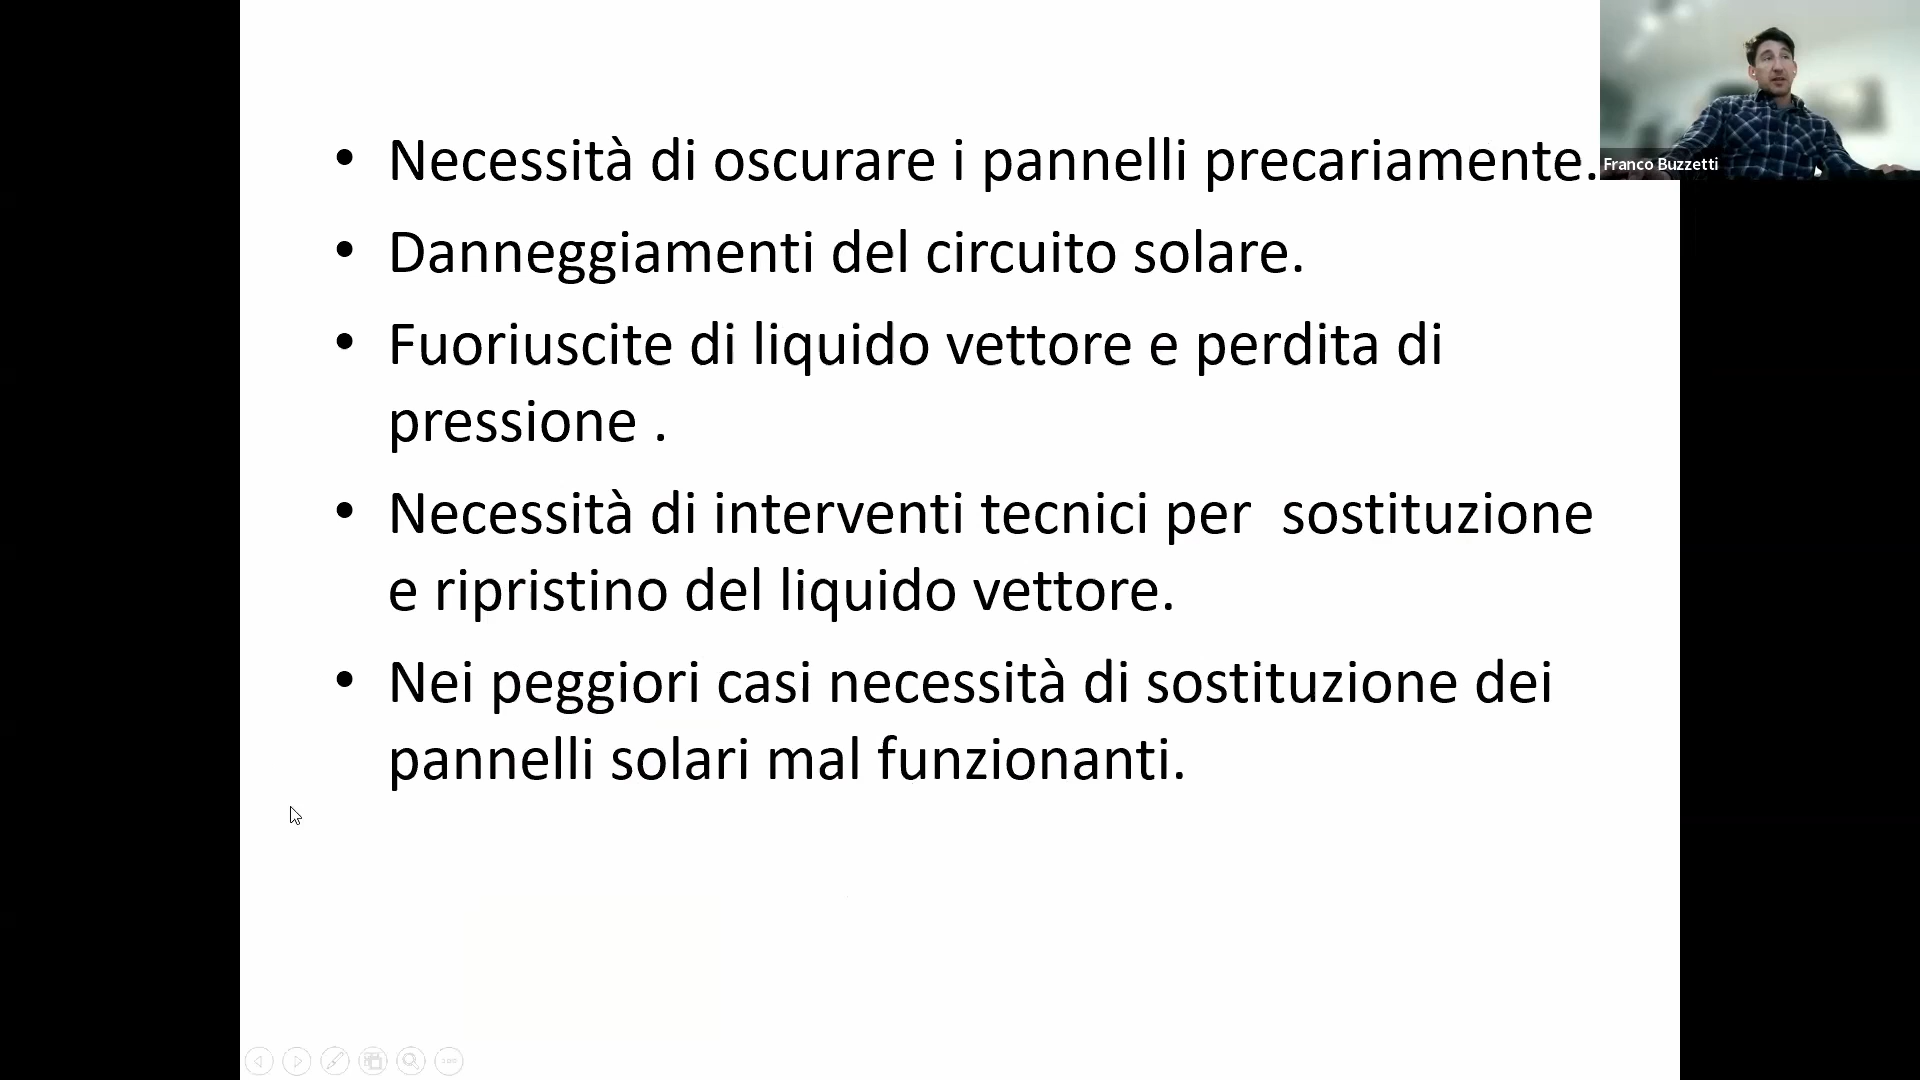 • Necessità di oscurare i pannelli precariamente.
• Danneggiamenti del circuito solare.
• Fuoriuscite di liquido vettore e perdita di
pressione .
• Necessità di interventi tecnici per  sostituzione
e ripristino del liquido vettore.
• Nei peggiori casi necessità di sostituzione dei
pannelli solari mal funzionanti.
Franco Buzzetti